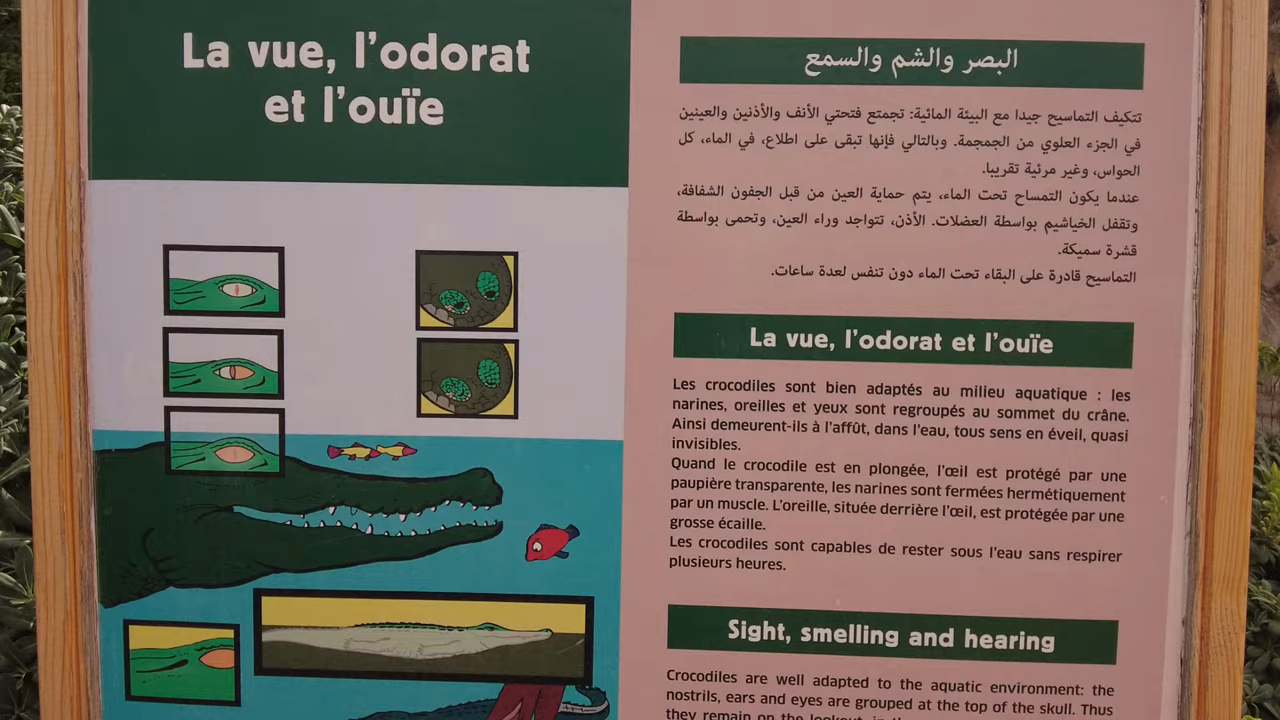 La vue, l'odorat
et l'ouïe
البصر والشم والسمع
تتكيف التماسيح جيدا مع البيئة المائية: تجمتع فتحتي الأنف والأذنين والعينين
في الجزء العلوي من الجمجمة. وبالتالي فإنها تبقى على اطلاع، في الماء، كل
الحواس، وغير مرئية تقريبا.
عندما يكون التمساح تحت الماء، يتم حماية العين من قبل الجفون الشفافة،
وتقفل الخياشيم بواسطة العضلات. الأذن، تتواجد وراء العين، وتحمى بواسطة
قشرة سميكة.
التماسيح قادرة على البقاء تحت الماء دون تنفس لعدة ساعات.
La vue, l'odorat et l'ouïe
Les crocodiles sont bien adaptés au milieu aquatique : les
narines, oreilles et yeux sont regroupés au sommet du crâne.
Ainsi demeurent-ils à l'affût, dans l'eau, tous sens en éveil, quasi
invisibles.
Quand le crocodile est en plongée, l'œil est protégé par une
paupière transparente, les narines sont fermées hermétiquement
par un muscle. L'oreille, située derrière l'œil, est protégée par une
grosse écaille.
Les crocodiles sont capables de rester sous l'eau sans respirer
plusieurs heures.
Sight, smelling and hearing
Crocodiles are well adapted to the aquatic environment: the
nostrils, ears and eyes are grouped at the top of the skull. Thus
they remain on the lookout, in the